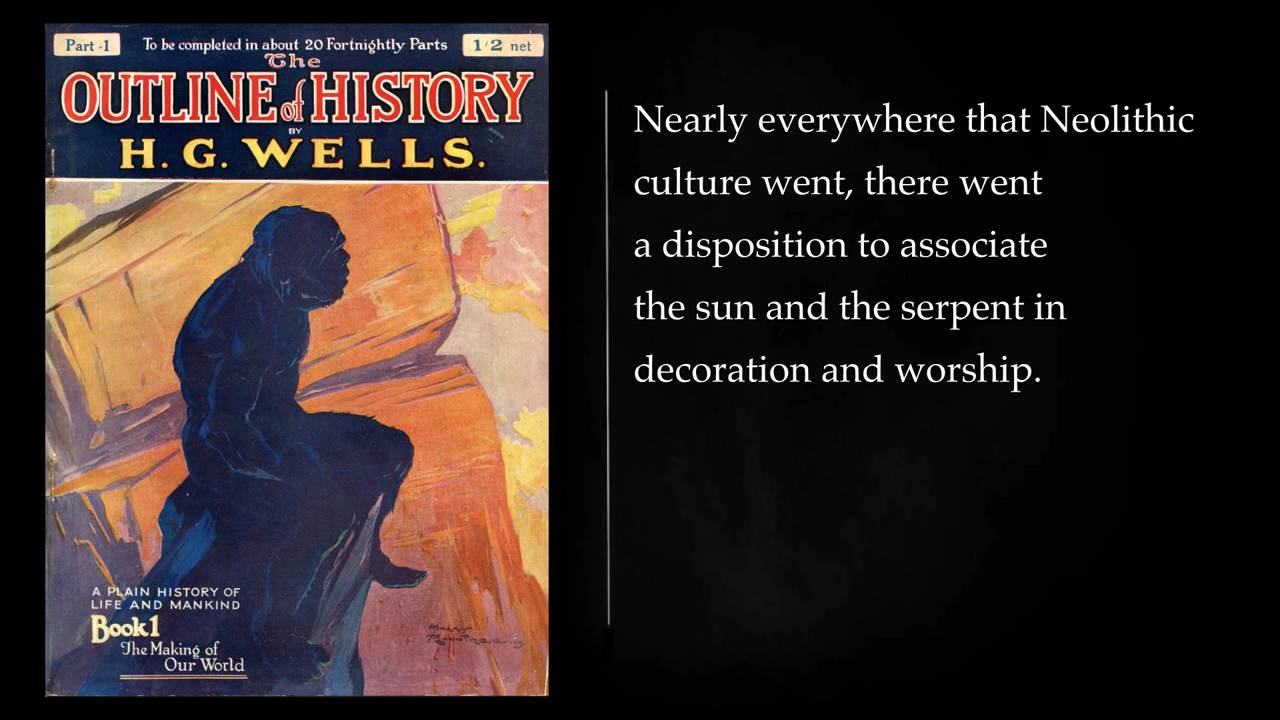 Part -1
To be completed in about 20 Fortnightly Parts
1/2 net
The
OUTLINE of HISTORY
BY
H. G. WELLS.
A PLAIN HISTORY OF
LIFE AND MANKIND
Book 1
The Making of
Our World
Nearly everywhere that Neolithic
culture went, there went
a disposition to associate
the sun and the serpent in
decoration and worship.